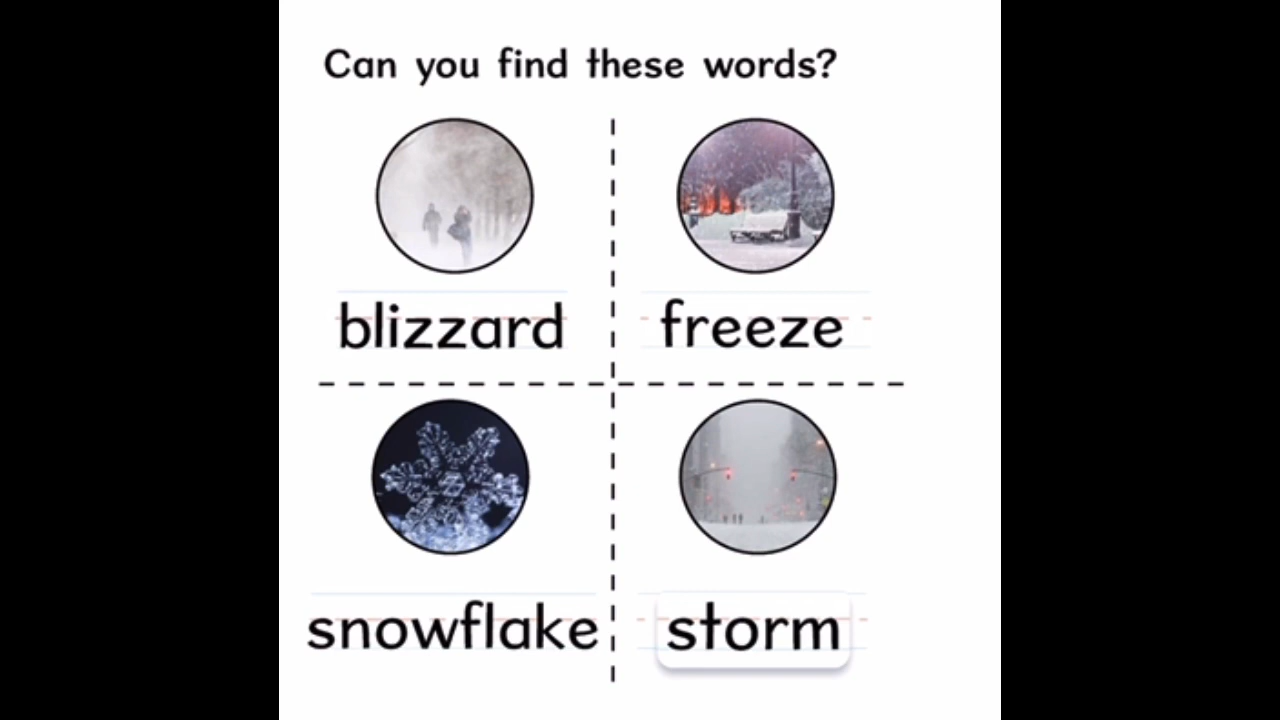 Can you find these words?
blizzard
freeze
snowflake
storm